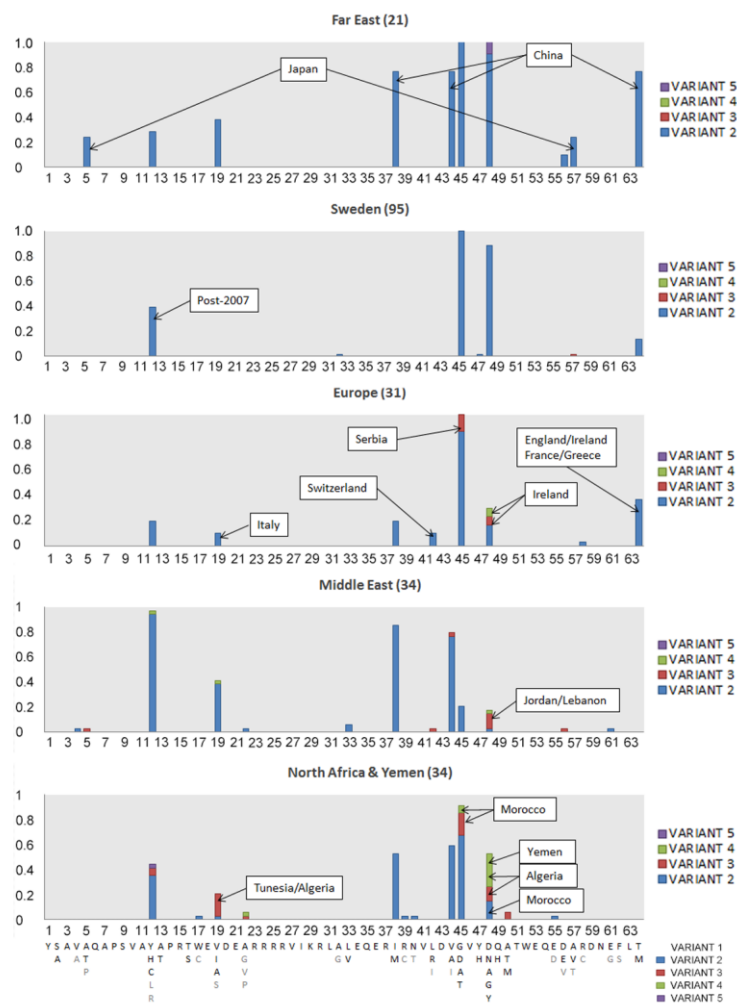 Far East (21)
1.0
0.8
0.6
0.4
0.2
0
Japan
China
VARIANT 5
VARIANT 4
VARIANT 3
VARIANT 2
1 3 5 7 9 11 13 15 17 19 21 23 25 27 29 31 33 35 37 39 41 43 45 47 49 51 53 55 57 59 61 63
Sweden (95)
1.0
0.8
0.6
0.4
0.2
0
Post-2007
VARIANT 5
VARIANT 4
VARIANT 3
VARIANT 2
1 3 5 7 9 11 13 15 17 19 21 23 25 27 29 31 33 35 37 39 41 43 45 47 49 51 53 55 57 59 61 63
Europe (31)
1.0
0.8
0.6
0.4
0.2
0
Serbia
England/Ireland
France/Greece
Switzerland
Ireland
Italy
VARIANT 5
VARIANT 4
VARIANT 3
VARIANT 2
1 3 5 7 9 11 13 15 17 19 21 23 25 27 29 31 33 35 37 39 41 43 45 47 49 51 53 55 57 59 61 63
Middle East (34)
1
0.8
0.6
0.4
0.2
0
Jordan/Lebanon
VARIANT 5
VARIANT 4
VARIANT 3
VARIANT 2
1 3 5 7 9 11 13 15 17 19 21 23 25 27 29 31 33 35 37 39 41 43 45 47 49 51 53 55 57 59 61 63
North Africa & Yemen (34)
1
0.8
0.6
0.4
0.2
0
Morocco
Yemen
Tunesia/Algeria
Algeria
Morocco
VARIANT 5
VARIANT 4
VARIANT 3
VARIANT 2
1 3 5 7 9 11 13 15 17 19 21 23 25 27 29 31 33 35 37 39 41 43 45 47 49 51 53 55 57 59 61 63
VARIANT 1
VARIANT 2
VARIANT 3
VARIANT 4
VARIANT 5